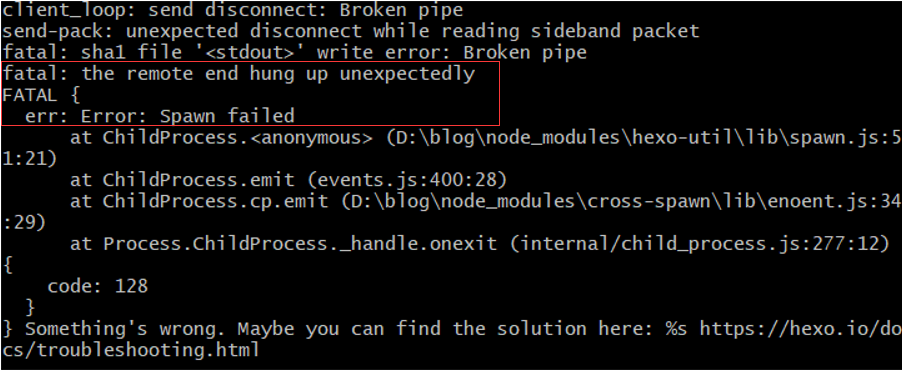 client_loop: send disconnect: Broken pipe
send-pack: unexpected disconnect while reading sideband packet
fatal: sha1 file '<stdout>' write error: Broken pipe
fatal: the remote end hung up unexpectedly
FATAL {
  err: Error: Spawn failed
      at ChildProcess.<anonymous> (D:\blog\node_modules\hexo-util\lib\spawn.js:5
1:21)
      at ChildProcess.emit (events.js:400:28)
      at ChildProcess.cp.emit (D:\blog\node_modules\cross-spawn\lib\enoent.js:34
:29)
      at Process.ChildProcess._handle.onexit (internal/child_process.js:277:12)
{
    code: 128
  }
} Something's wrong. Maybe you can find the solution here: %s https://hexo.io/do
cs/troubleshooting.html